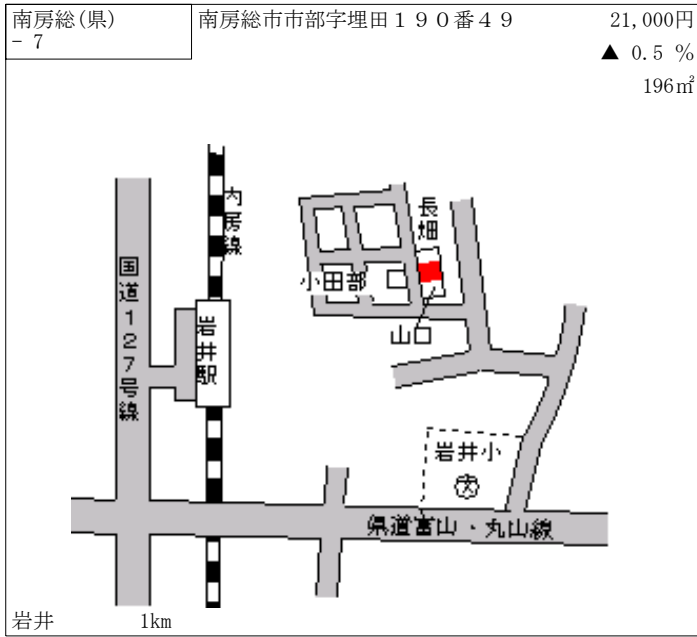 南房総(県)
- 7
南房総市市部字埋田１９０番４９
21,000円
▲ 0.5 %
196㎡
内房線
長畑
国道127号線
小田部
岩井駅
山口
岩井小
文
県道富山・丸山線
岩井 1km